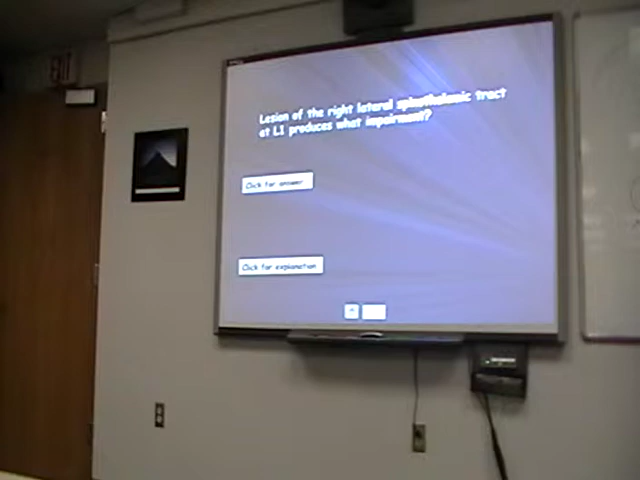 Lesion of the right lateral spinothalamic tract
at L1 produces what impairment?
Click for answer
Click for explanation